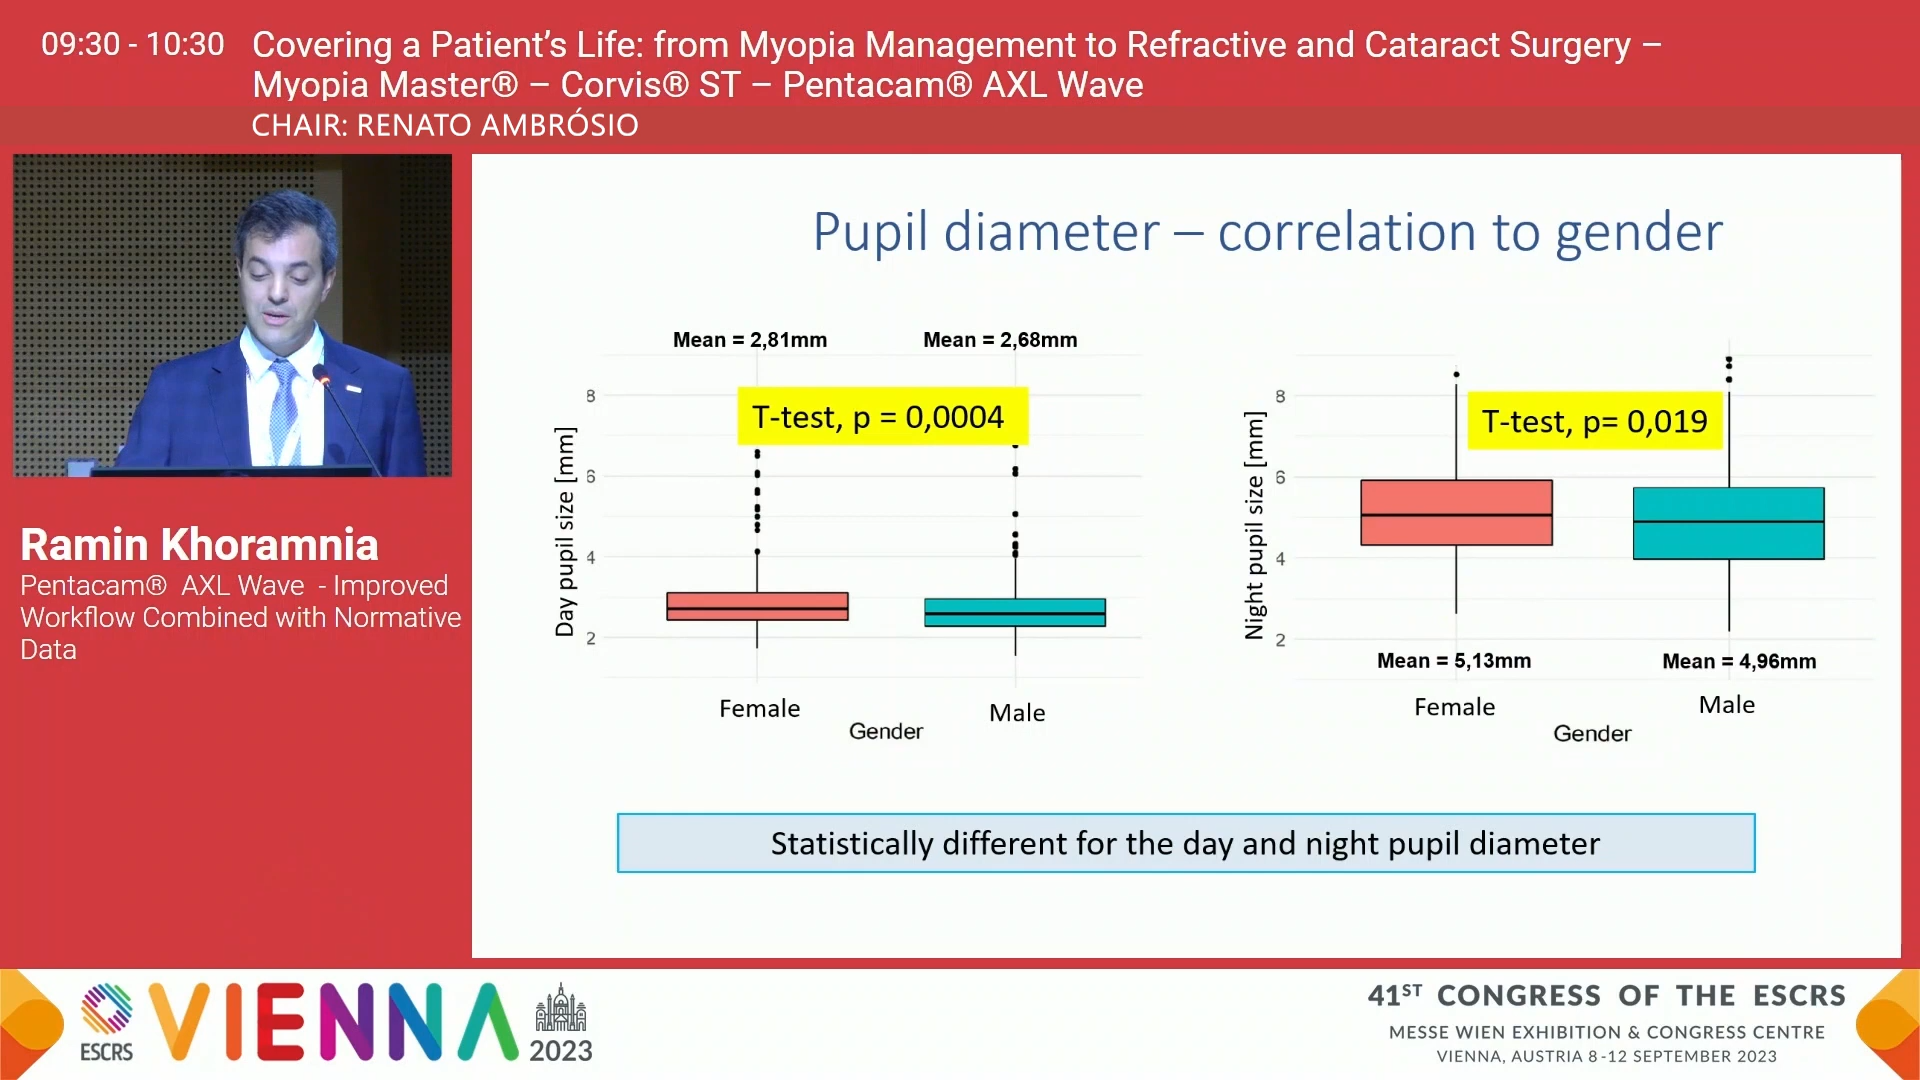 09:30 - 10:30
Covering a Patient's Life: from Myopia Management to Refractive and Cataract Surgery –
Myopia Master® – Corvis® ST – Pentacam® AXL Wave
CHAIR: RENATO AMBRÓSIO
Ramin Khoramnia
Pentacam® AXL Wave - Improved
Workflow Combined with Normative
Data
Pupil diameter – correlation to gender
Mean = 2,81mm
Mean = 2,68mm
T-test, p = 0,0004
Day pupil size [mm]
8
6
4
2
Female
Male
Gender
T-test, p= 0,019
Night pupil size [mm]
8
6
4
2
Mean = 5,13mm
Mean = 4,96mm
Female
Male
Gender
Statistically different for the day and night pupil diameter
ESCRS
VIENNA
2023
41ST CONGRESS OF THE ESCRS
MESSE WIEN EXHIBITION & CONGRESS CENTRE
VIENNA, AUSTRIA 8-12 SEPTEMBER 2023